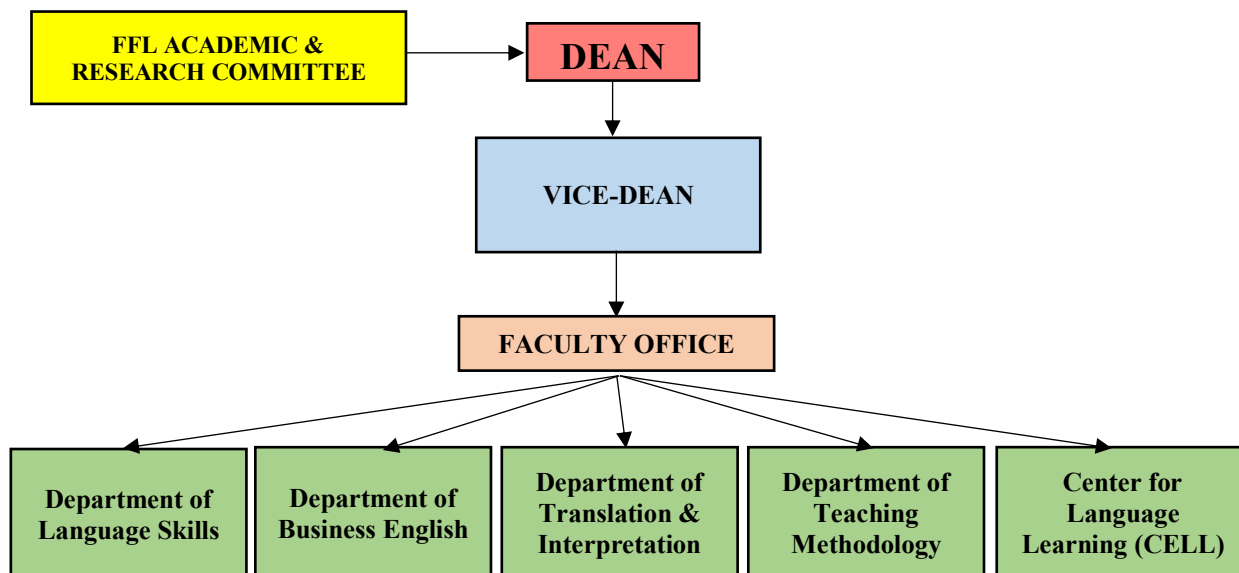 FFL ACADEMIC &
RESEARCH COMMITTEE
DEAN
VICE-DEAN
FACULTY OFFICE
Department of
Language Skills
Department of
Business English
Department of
Translation &
Interpretation
Department of
Teaching
Methodology
Center for
Language
Learning (CELL)